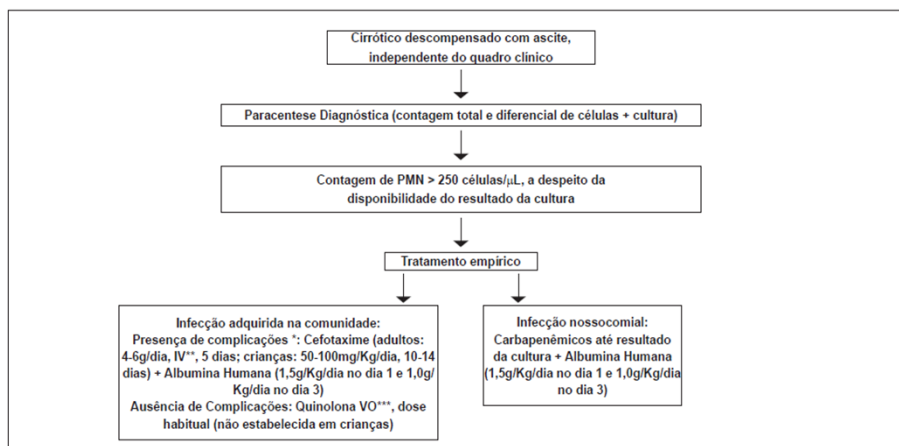 Cirrótico descompensado com ascite,
independente do quadro clínico
Paracentese Diagnóstica (contagem total e diferencial de células + cultura)
Contagem de PMN > 250 células/µL, a despeito da
disponibilidade do resultado da cultura
Tratamento empírico
Infecção adquirida na comunidade:
Presença de complicações *: Cefotaxime (adultos:
4-6g/dia, IV**, 5 dias; crianças: 50-100mg/Kg/dia, 10-14
dias) + Albumina Humana (1,5g/Kg/dia no dia 1 e 1,0g/
Kg/dia no dia 3)
Ausência de Complicações: Quinolona VO***, dose
habitual (não estabelecida em crianças)
Infecção nossocomial:
Carbapenêmicos até resultado
da cultura + Albumina Humana
(1,5g/Kg/dia no dia 1 e 1,0g/Kg/dia
no dia 3)